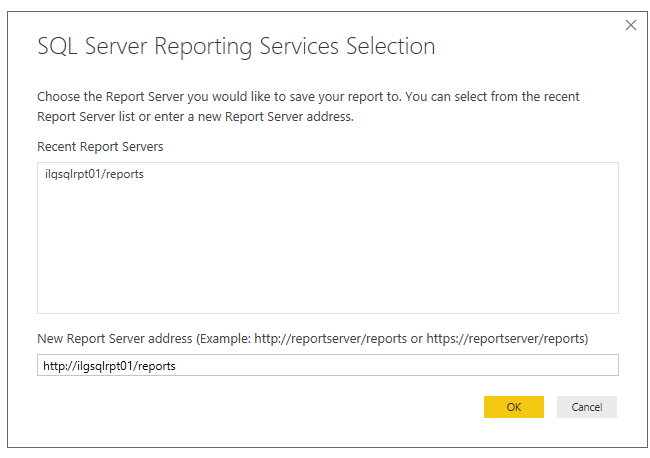 SQL Server Reporting Services Selection
Choose the Report Server you would like to save your report to. You can select from the recent
Report Server list or enter a new Report Server address.
Recent Report Servers
ilgsqlrpt01/reports
New Report Server address (Example: http://reportserver/reports or https://reportserver/reports)
http://ilgsqlrpt01/reports
OK
Cancel